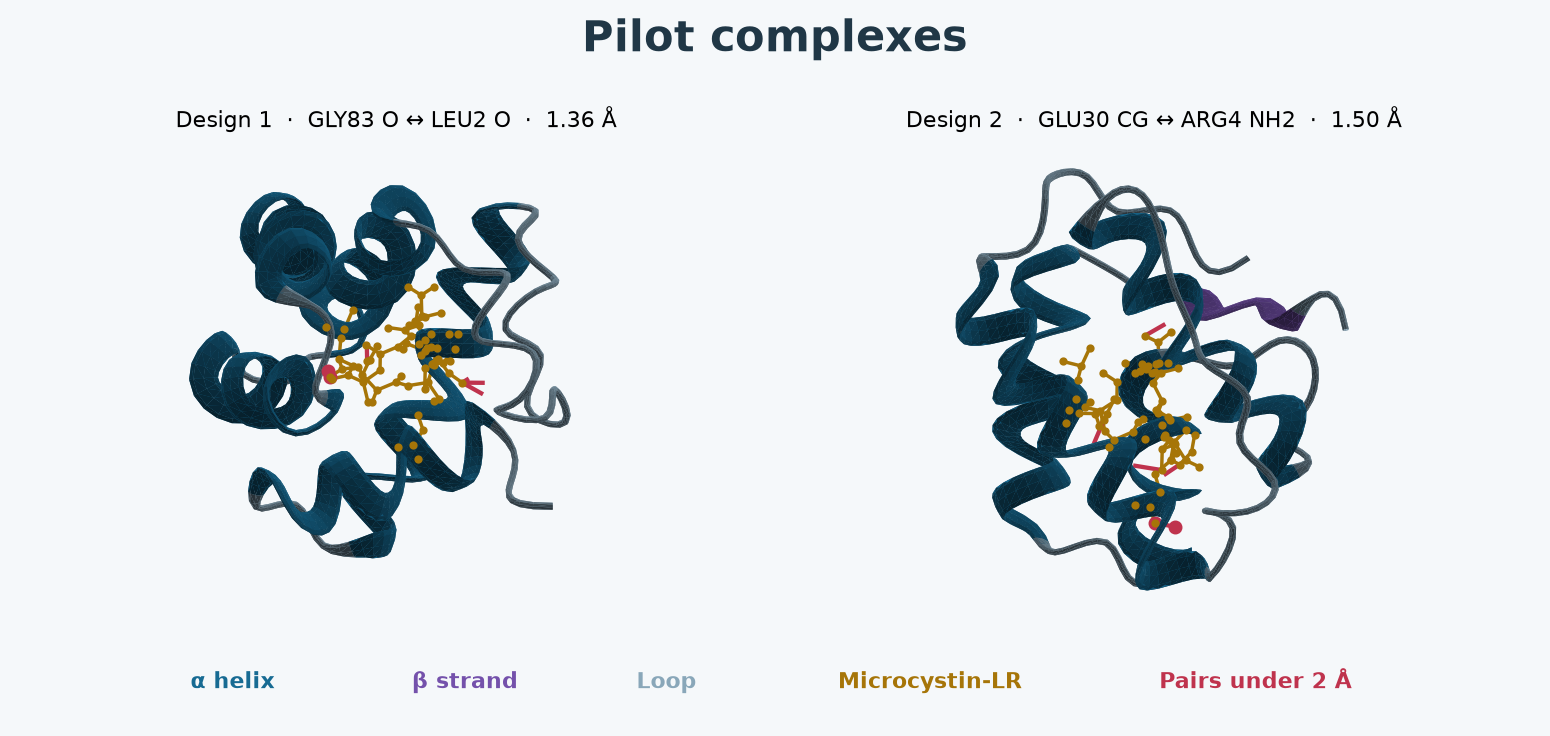 Pilot complexes
Design 1 · GLY83 O ↔ LEU2 O · 1.36 Å
Design 2 · GLU30 CG ↔ ARG4 NH2 · 1.50 Å
α helix
β strand
Loop
Microcystin-LR
Pairs under 2 Å